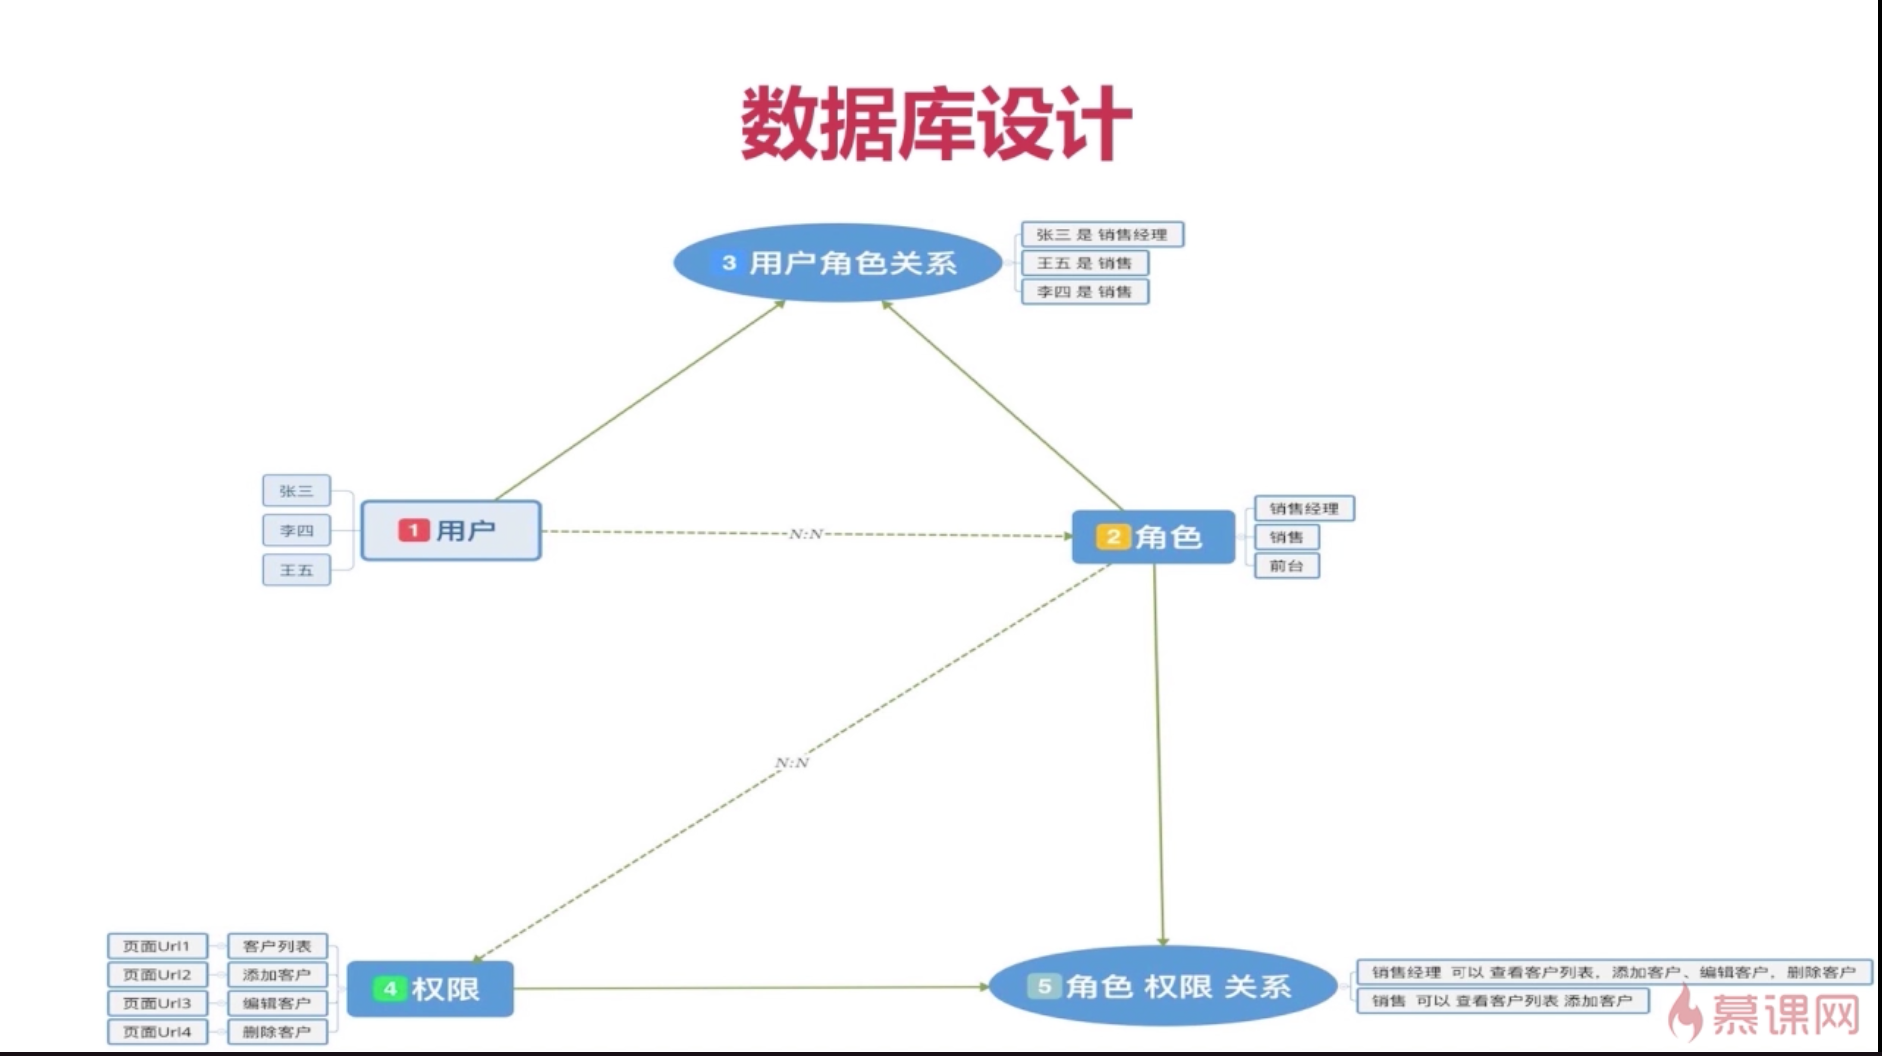 数据库设计
3 用户角色关系
张三 是 销售经理
王五 是 销售
李四 是 销售
张三
李四
王五
1 用户
N:N
2 角色
销售经理
销售
前台
N:N
页面Url1 客户列表
页面Url2 添加客户
页面Url3 编辑客户
页面Url4 删除客户
4 权限
5 角色 权限 关系
销售经理 可以 查看客户列表，添加客户、编辑客户，删除客户
销售 可以 查看客户列表 添加客户
慕课网